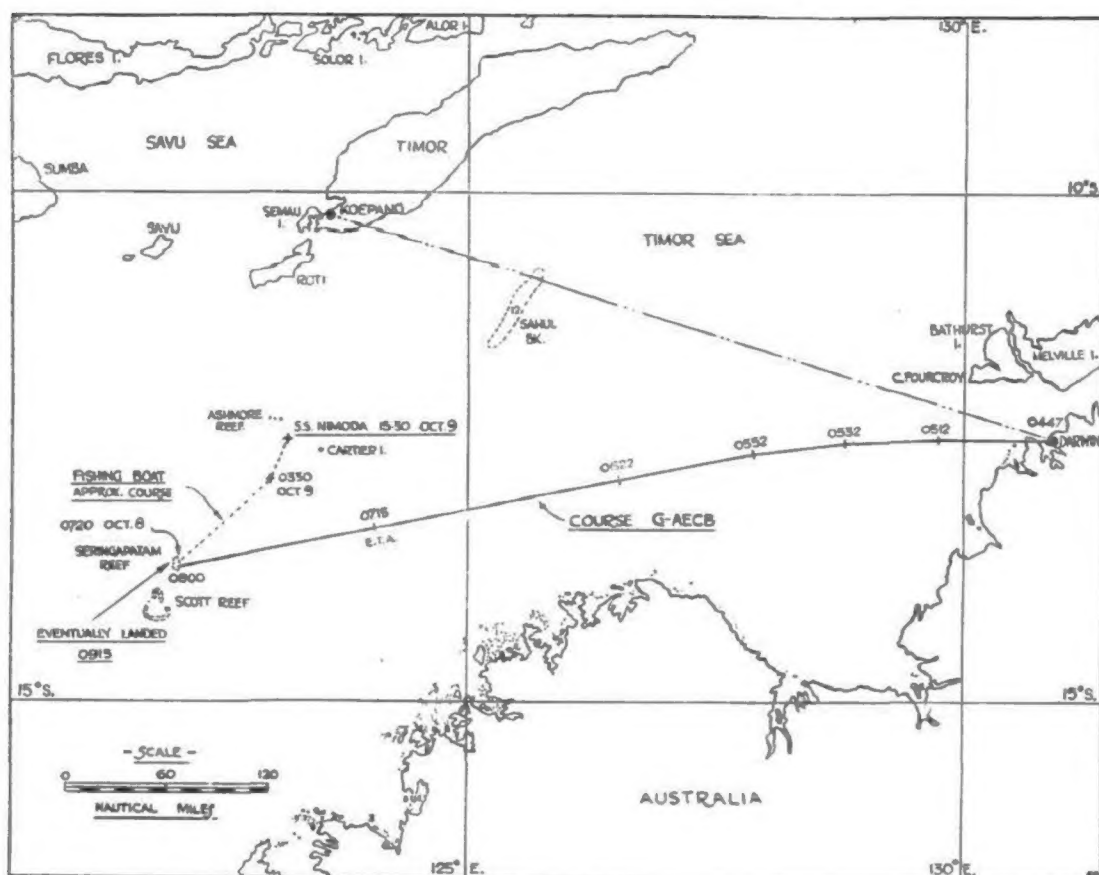 130°E.
ALOR I.
FLORES I.
SOLOR I.
SAVU SEA
TIMOR
SUMBA
10°S.
SEMAU
I.
KOEPANG
SAVU
ROTI
TIMOR SEA
12
SAHUL
BK.
BATHURST
I.
MELVILLE I.
C. FOURCROY
ASHMORE
REEF
S.S. NIMODA 15·30 OCT. 9
CARTIER I.
0447
DARWIN
0512
0532
0552
0622
0330
OCT 9
FISHING BOAT
APPROX. COURSE
0720 OCT. 8
0715
E.T.A.
COURSE G-AECB
SERINGAPATAM
REEF
0800
SCOTT REEF
EVENTUALLY LANDED
0915
15°S.
15°S.
- SCALE -
0 60 120
NAUTICAL MILES
AUSTRALIA
125°E.
130°E.